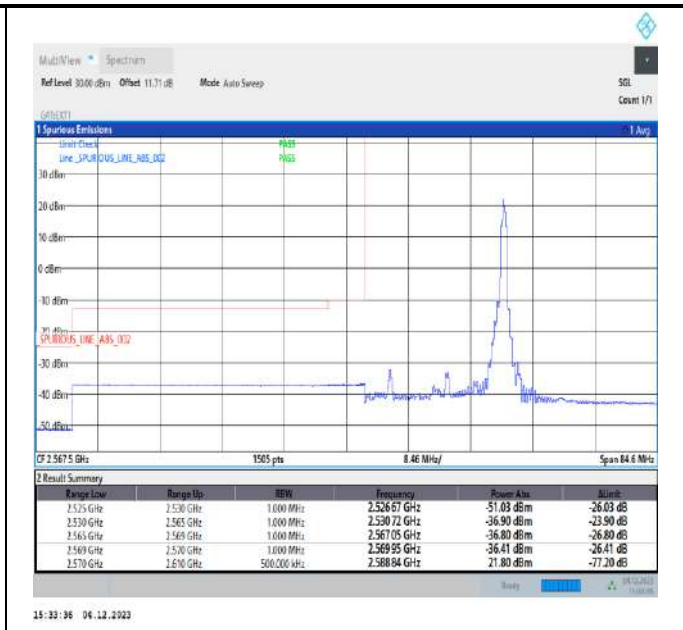 MultiView Spectrum
Ref Level 30.00 dBm Offset 11.71 dB Mode Auto Sweep SGL
Count 1/1
GAT:EXT1
1 Spurious Emissions 1 Avg
Limit Check PASS
Line _SPURIOUS_LINE_ABS_002 PASS
30 dBm
20 dBm
10 dBm
0 dBm
-10 dBm
-20 dBm
_SPURIOUS_LINE_ABS_002
-30 dBm
-40 dBm
-50 dBm
CF 2.5675 GHz 1505 pts 8.46 MHz/ Span 84.6 MHz
2 Result Summary
Range Low Range Up RBW Frequency Power Abs ΔLimit
2.525 GHz 2.530 GHz 1.000 MHz 2.52667 GHz -51.03 dBm -26.03 dB
2.530 GHz 2.565 GHz 1.000 MHz 2.53072 GHz -36.90 dBm -23.90 dB
2.565 GHz 2.569 GHz 1.000 MHz 2.56705 GHz -36.80 dBm -26.80 dB
2.569 GHz 2.570 GHz 1.000 MHz 2.56995 GHz -36.41 dBm -26.41 dB
2.570 GHz 2.610 GHz 500.000 kHz 2.58884 GHz 21.80 dBm -77.20 dB
Ready 04.12.2023
15:33:36 04.12.2023